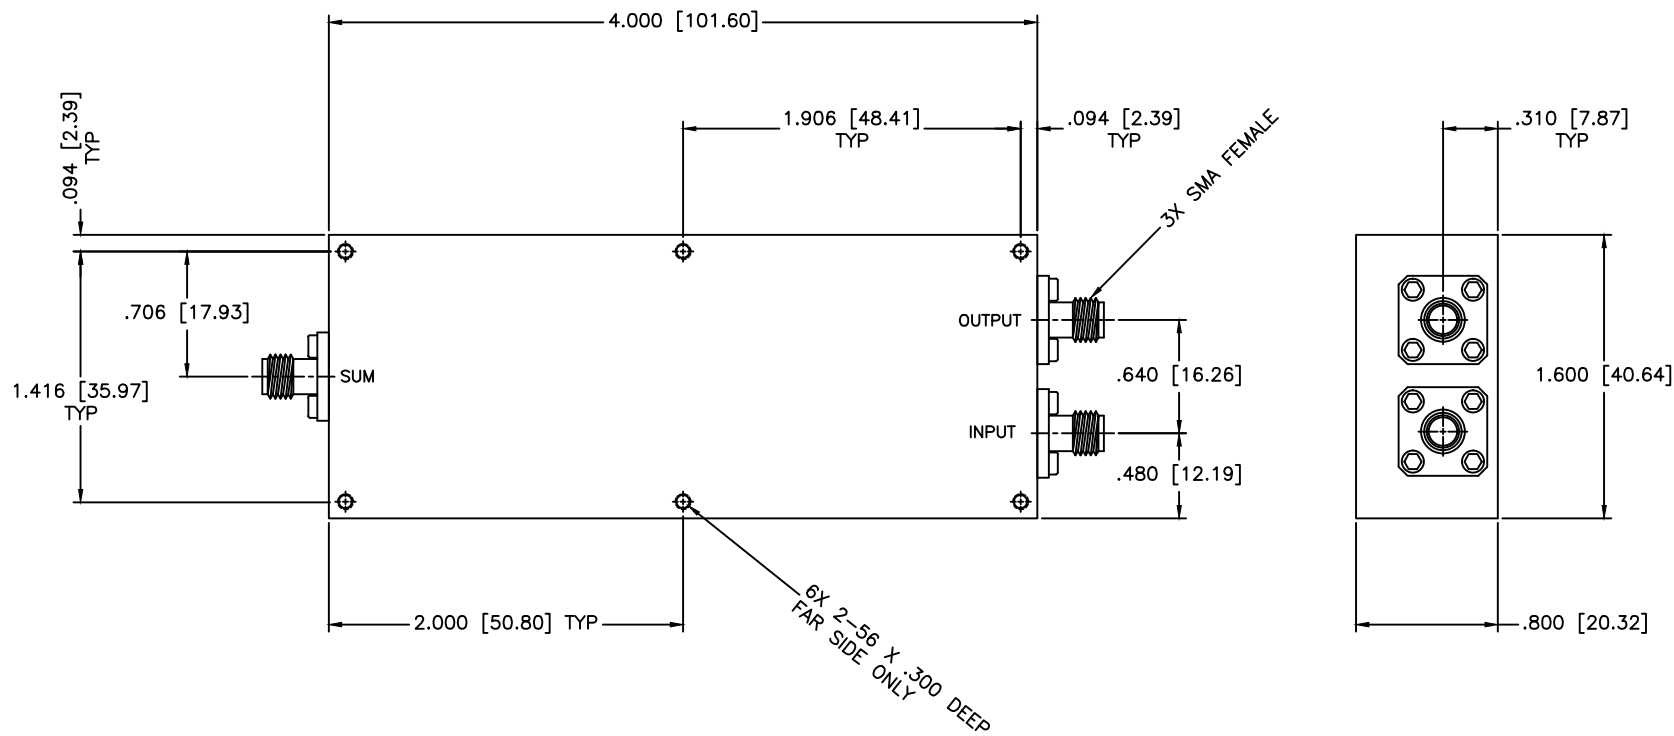 4.000 [101.60]
.094 [2.39]
TYP
1.906 [48.41]
TYP
.094 [2.39]
TYP
3X SMA FEMALE
.310 [7.87]
TYP
.706 [17.93]
OUTPUT
SUM
1.416 [35.97]
TYP
.640 [16.26]
1.600 [40.64]
INPUT
.480 [12.19]
2.000 [50.80] TYP
6X 2-56 X .300 DEEP
FAR SIDE ONLY
.800 [20.32]